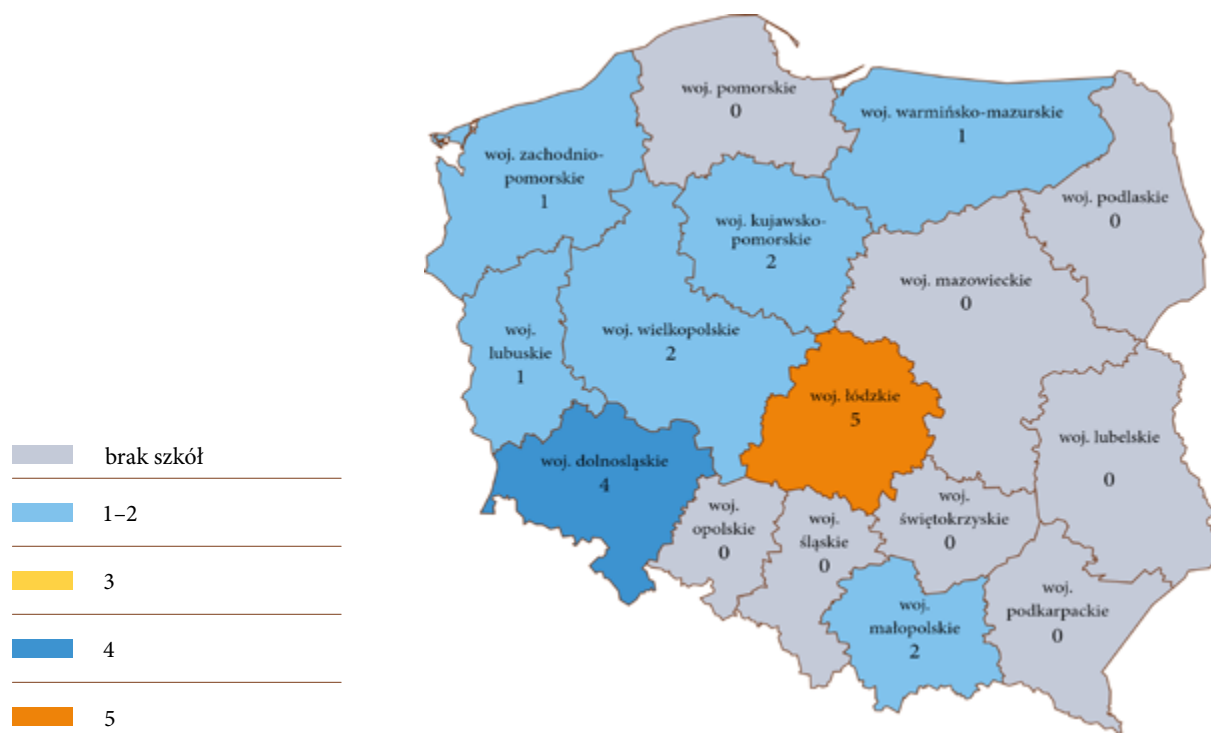 woj. pomorskie
0
woj. warmińsko-mazurskie
1
woj. zachodnio-
pomorskie
1
woj. podlaskie
0
woj. kujawsko-
pomorskie
2
woj. mazowieckie
0
woj.
lubuskie
1
woj. wielkopolskie
2
woj. łódzkie
5
woj. lubelskie
0
woj. dolnośląskie
4
woj.
opolskie
0
woj.
śląskie
0
woj.
świętokrzyskie
0
woj.
małopolskie
2
woj.
podkarpackie
0
brak szkół
1–2
3
4
5